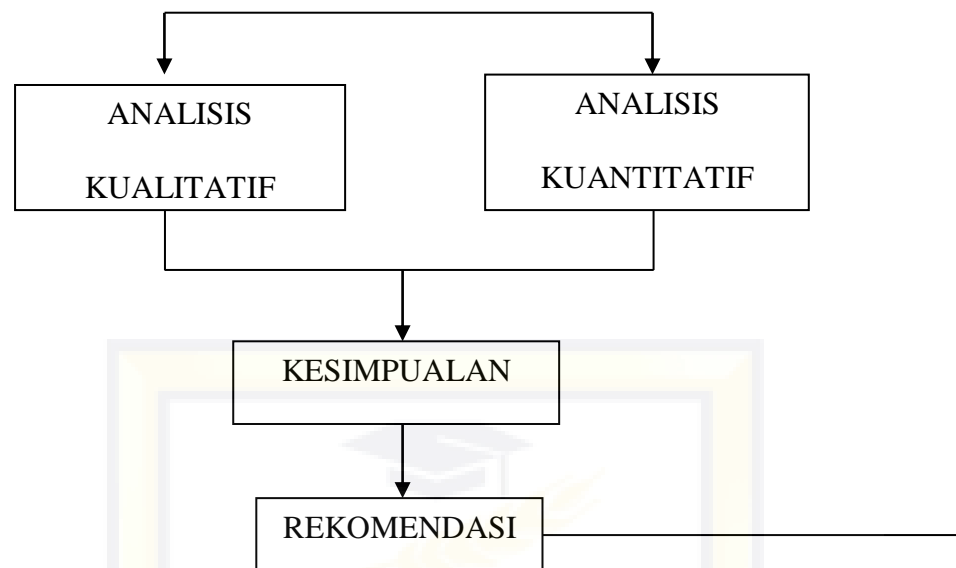 ANALISIS
KUALITATIF
ANALISIS
KUANTITATIF
KESIMPUALAN
REKOMENDASI